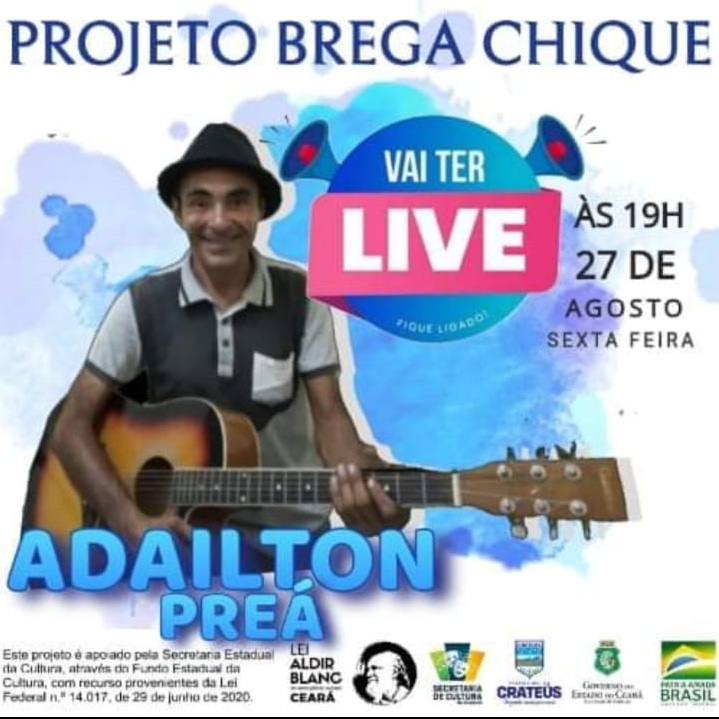 PROJETO BREGA CHIQUE
VAI TER
LIVE
FIQUE LIGADO!
ÀS 19H
27 DE
AGOSTO
SEXTA FEIRA
ADAILTON
PREÁ
Este projeto é apoiado pela Secretaria Estadual
da Cultura, através do Fundo Estadual da
Cultura, com recurso provenientes da Lei
Federal n.º 14.017, de 29 de junho de 2020.
LEI
ALDIR
BLANC
CEARÁ
SECRETARIA
DE CULTURA
CRATEÚS
GOVERNO DO
ESTADO DO CEARÁ
PÁTRIA AMADA
BRASIL